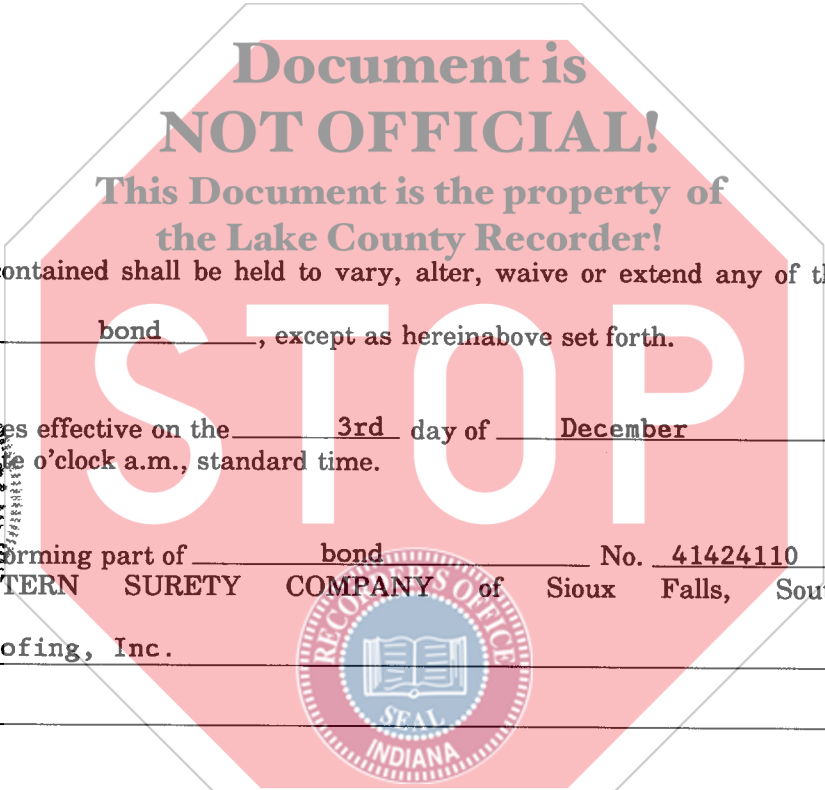 Document is
NOT OFFICIAL!
This Document is the property of
the Lake County Recorder!
contained shall be held to vary, alter, waive or extend any of th
bond, except as hereinabove set forth.
STOP
es effective on the 3rd day of December
te o'clock a.m., standard time.
orming part of bond No. 41424110
TERN SURETY COMPANY of Sioux Falls, Sout
ofing, Inc.
RECORDER'S OFFICE
SEAL
INDIANA